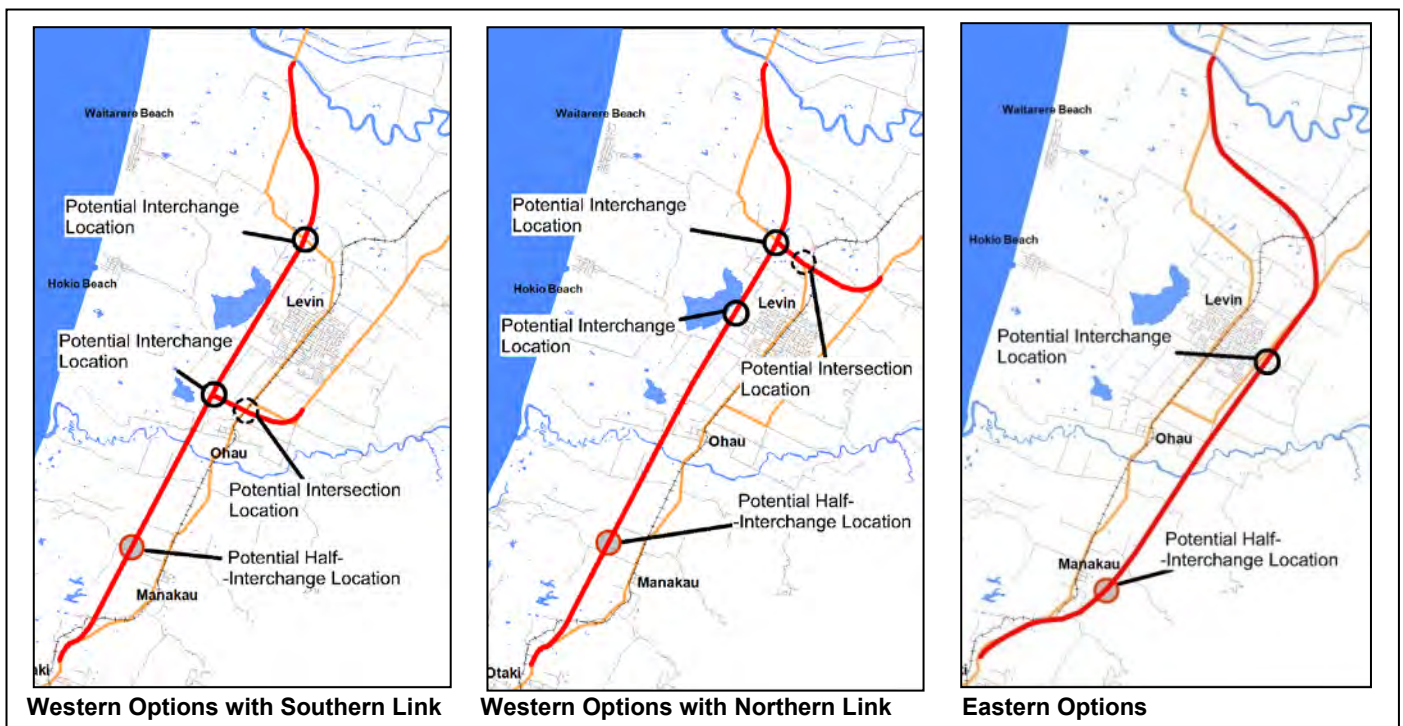 Waitarere Beach
Potential Interchange
Location
Hokio Beach
Levin
Potential Interchange
Location
Ohau
Potential Intersection
Location
Potential Half-
-Interchange Location
Manakau
aki
Western Options with Southern Link
Waitarere Beach
Potential Interchange
Location
Hokio Beach
Levin
Potential Interchange
Location
Potential Intersection
Location
Ohau
Potential Half-
-Interchange Location
Manakau
Otaki
Western Options with Northern Link
Waitarere Beach
Hokio Beach
Levin
Potential Interchange
Location
Ohau
Potential Half-
-Interchange Location
Manakau
aki
Eastern Options